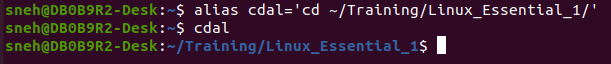 sneh@DB0B9R2-Desk:~$ alias cdal='cd ~/Training/Linux_Essential_1/'
sneh@DB0B9R2-Desk:~$ cdal
sneh@DB0B9R2-Desk:~/Training/Linux_Essential_1$